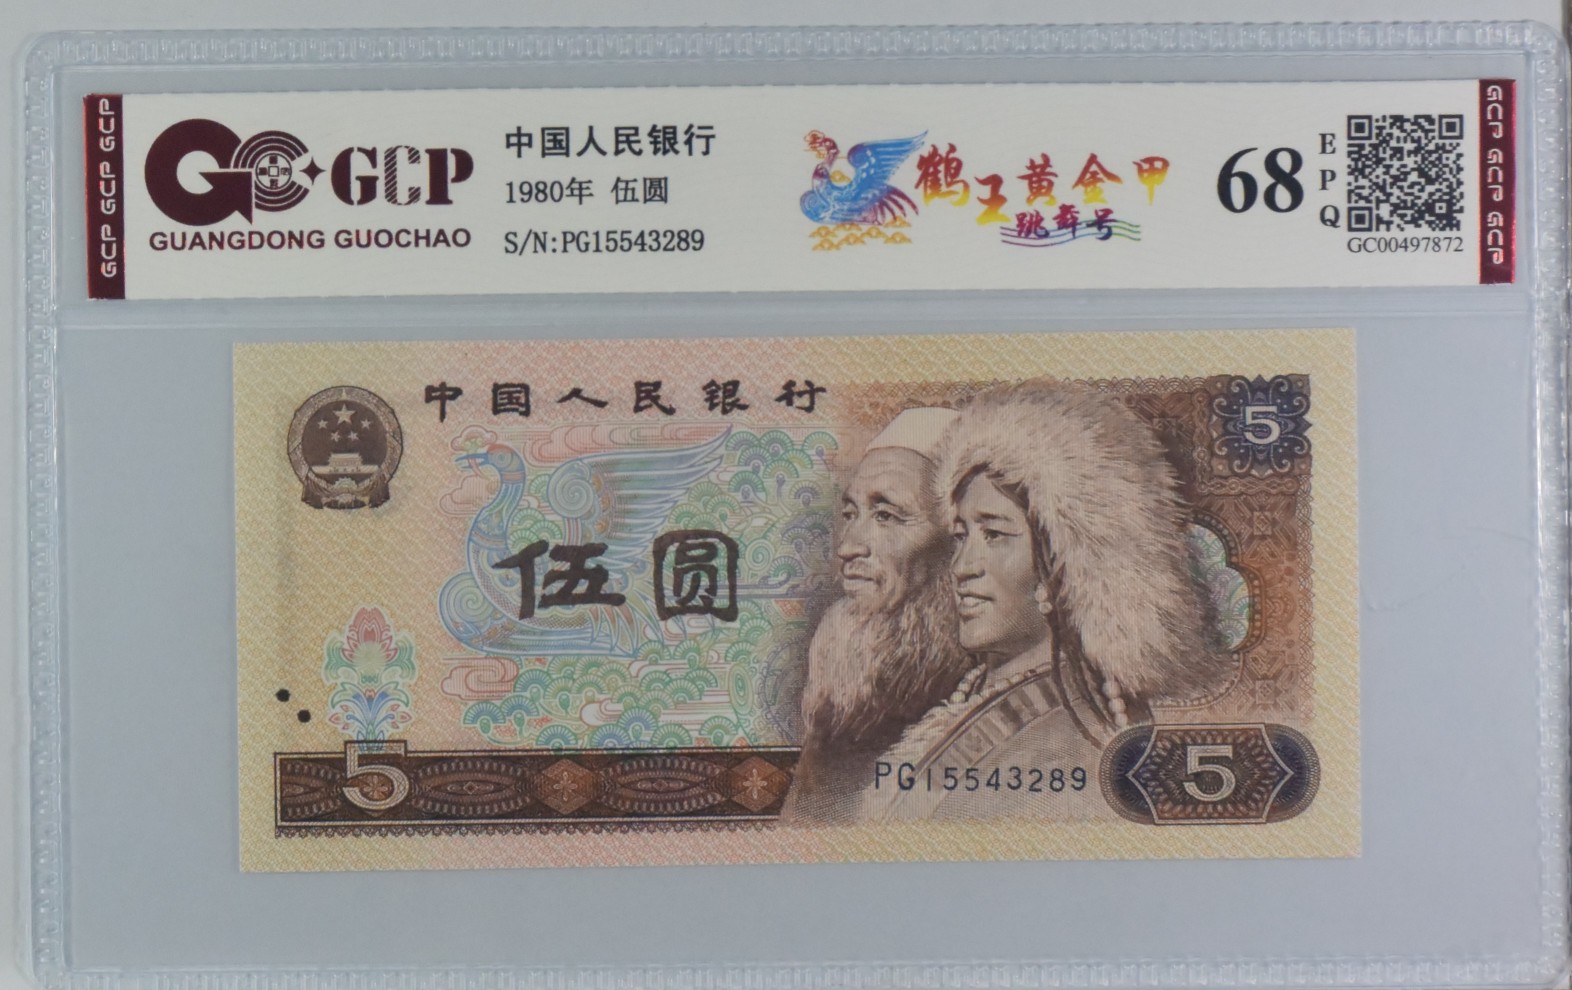 GCP GCP GCP
GCP
GUANGDONG GUOCHAO
中国人民银行
1980年 伍圆
S/N:PG15543289
鹤王黄金甲
跳舞号
68
EPQ
GC00497872
GCP GCP GCP
中国人民银行
5
伍圆
5
PG15543289
5